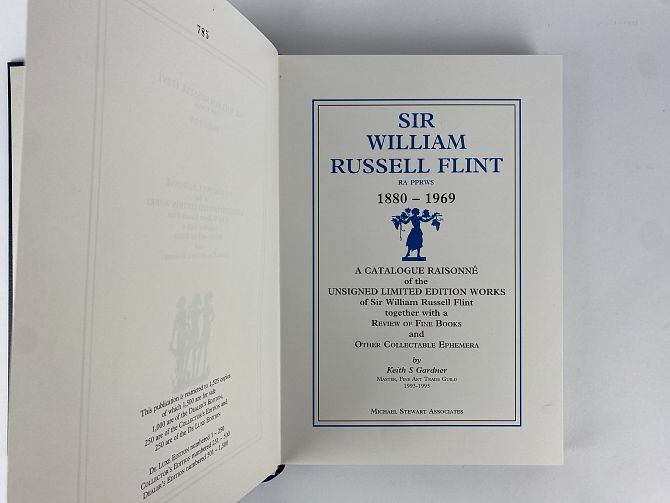 785
This publication is restricted to 1,525 copies
of which 1,500 are for sale
1,000 are of the Dealer's Edition,
250 are of the Collector's Edition and
250 are of the De Luxe Edition
De Luxe Edition numbered 1 – 250
Collector's Edition numbered 251 – 500
Dealer's Edition numbered 501 – 1,500
SIR
WILLIAM
RUSSELL FLINT
RA PPRWS
1880 – 1969
A CATALOGUE RAISONNÉ
of the
UNSIGNED LIMITED EDITION WORKS
of Sir William Russell Flint
together with a
Review of Fine Books
and
Other Collectable Ephemera
by
Keith S Gardner
Master, Fine Art Trade Guild
1993-1995
Michael Stewart Associates